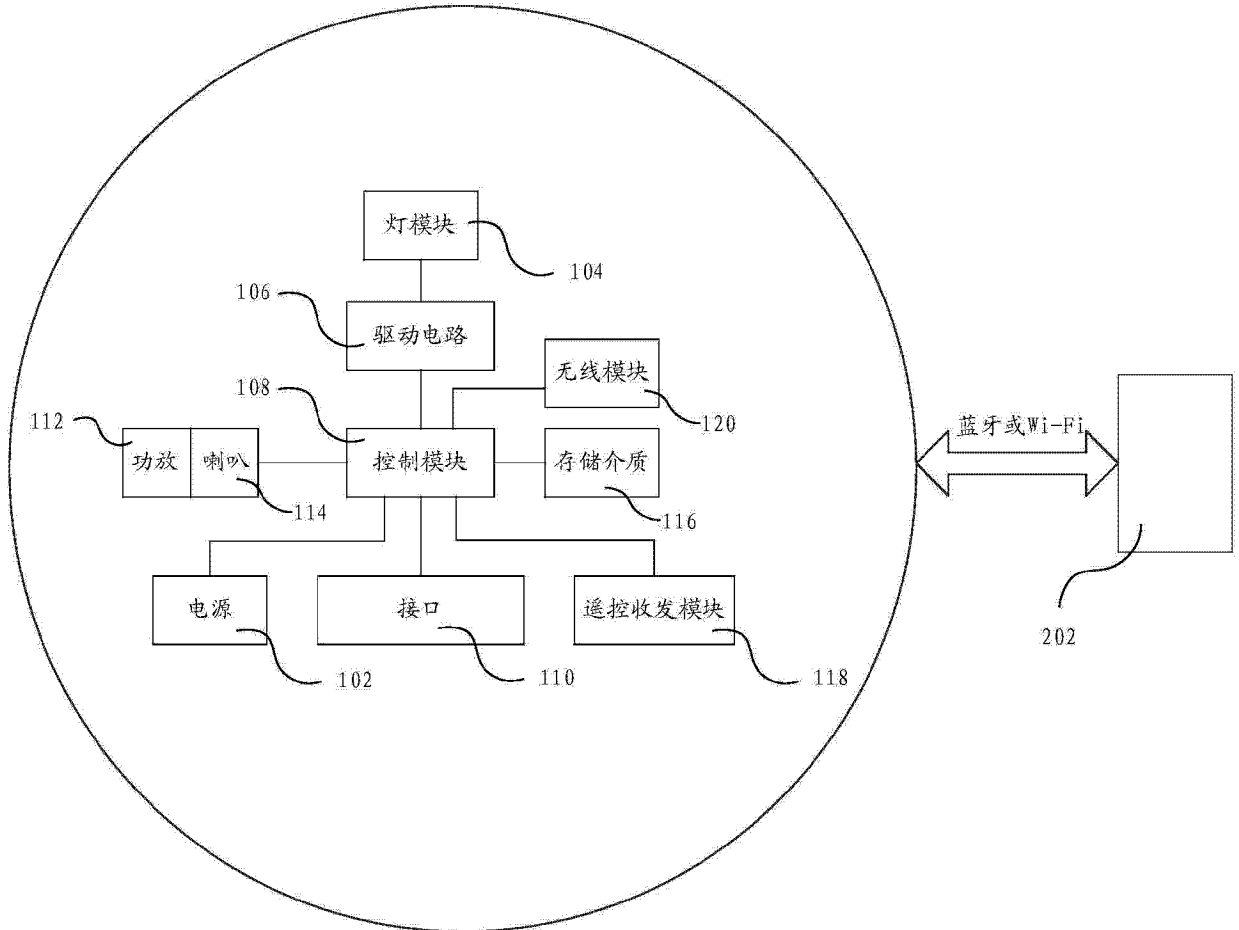 灯模块
104
106
驱动电路
无线模块
108
120
112
蓝牙或Wi-Fi
功放
喇叭
控制模块
存储介质
114
116
电源
接口
遥控收发模块
202
102
110
118